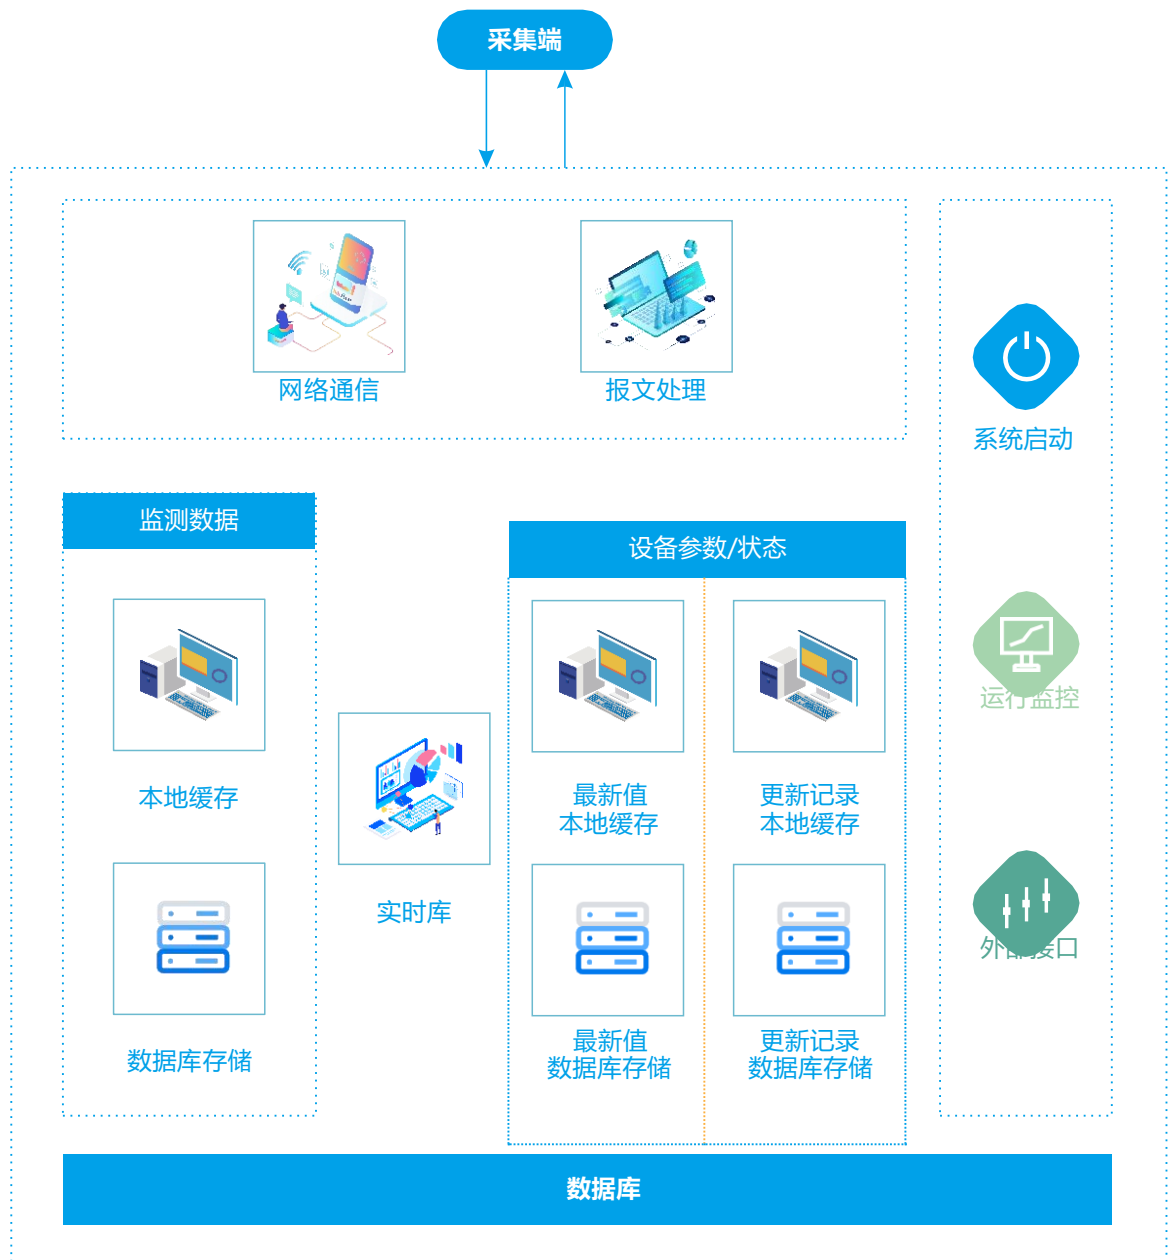 采集端
网络通信
报文处理
系统启动
监测数据
设备参数/状态
运行监控
本地缓存
最新值
本地缓存
更新记录
本地缓存
实时库
外部接口
数据库存储
最新值
数据库存储
更新记录
数据库存储
数据库